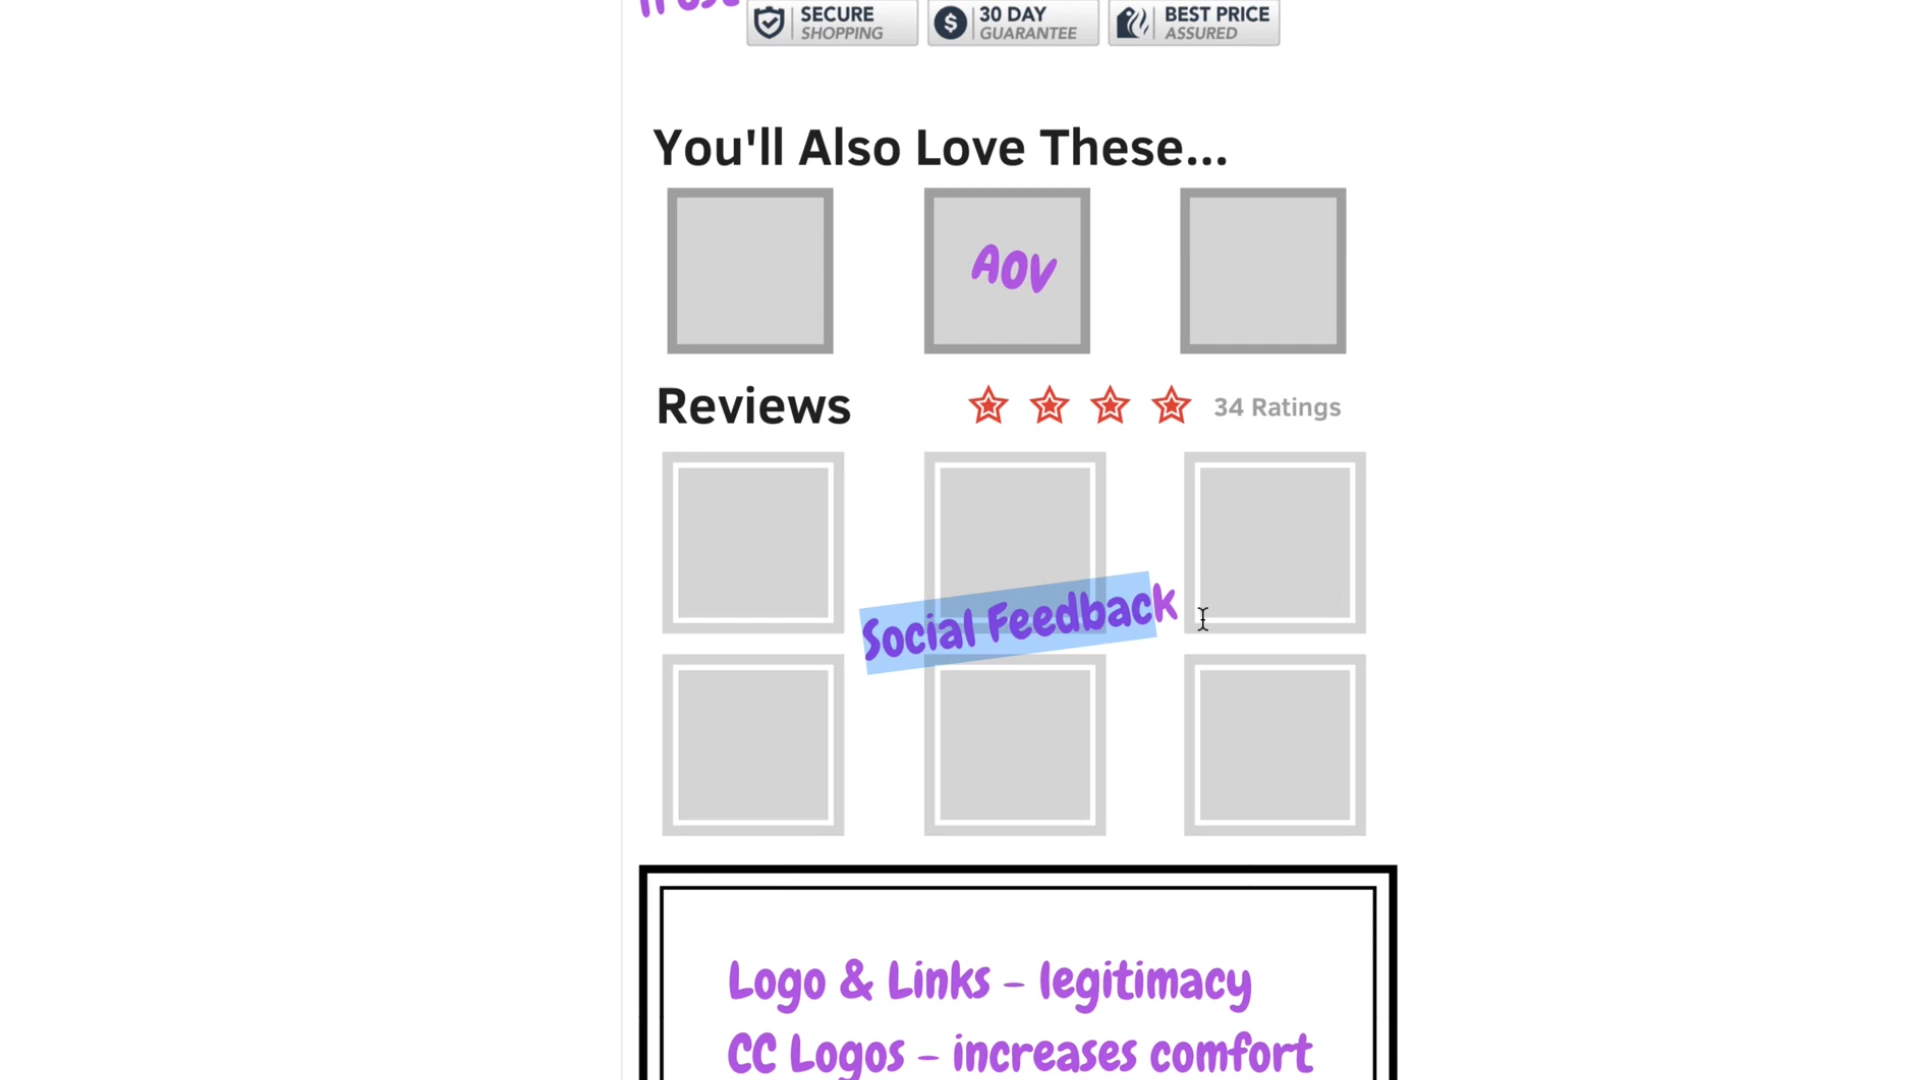 Trust
SECURE
SHOPPING
30 DAY
GUARANTEE
BEST PRICE
ASSURED
You'll Also Love These...
AOV
Reviews
34 Ratings
Social Feedback
Logo & Links - legitimacy
CC Logos - increases comfort